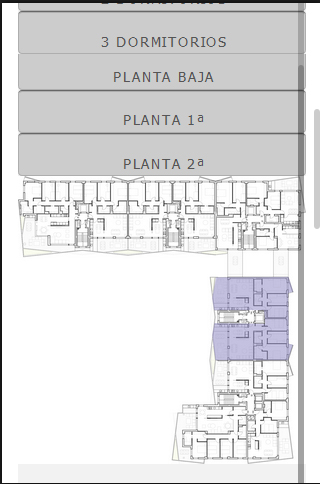 3 DORMITORIOS
PLANTA BAJA
PLANTA 1ª
PLANTA 2ª